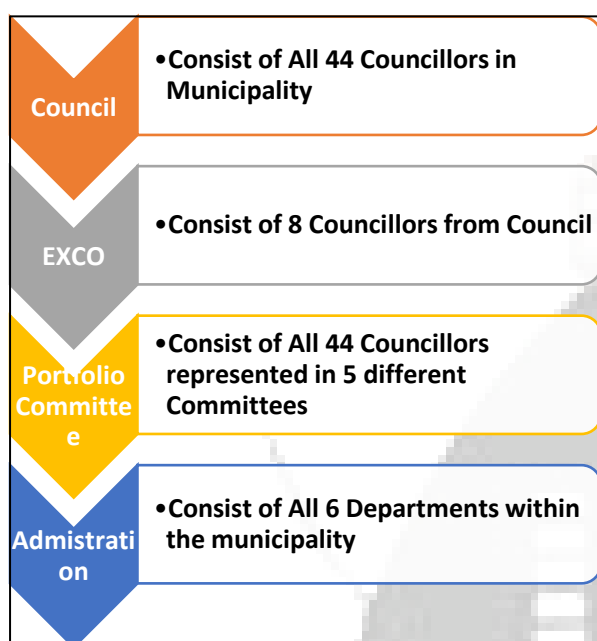 Council
•Consist of All 44 Councillors in
Municipality
EXCO
•Consist of 8 Councillors from Council
Portfolio
Committe
e
•Consist of All 44 Councillors
represented in 5 different
Committees
Admistrati
on
•Consist of All 6 Departments within
the municipality